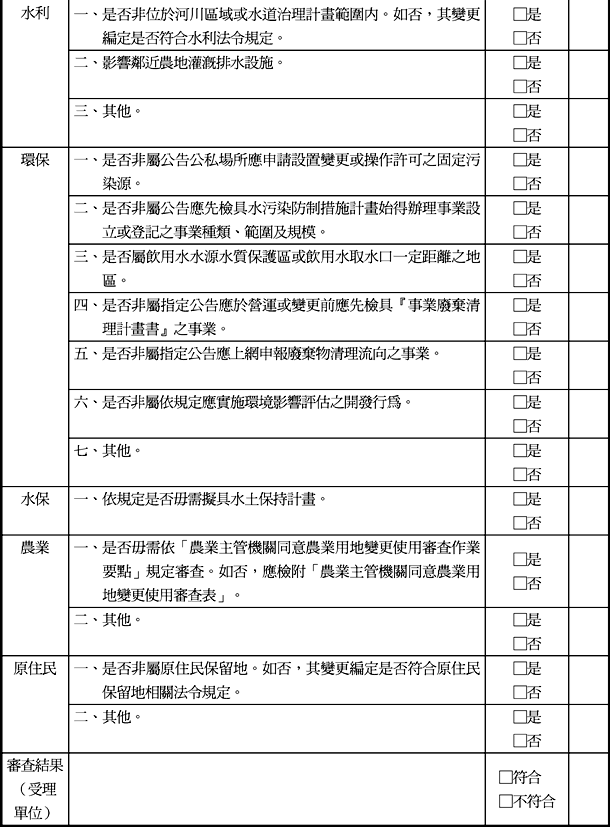 水利
一、是否非位於河川區域或水道治理計畫範圍內。如否，其變更
編定是否符合水利法令規定。
□是
□否
二、影響鄰近農地灌溉排水設施。
□是
□否
三、其他。
□是
□否
環保
一、是否非屬公告公私場所應申請設置變更或操作許可之固定污
染源。
□是
□否
二、是否非屬公告應先檢具水污染防制措施計畫始得辦理事業設
立或登記之事業種類、範圍及規模。
□是
□否
三、是否屬飲用水水源水質保護區或飲用水取水口一定距離之地
區。
□是
□否
四、是否非屬指定公告應於營運或變更前應先檢具『事業廢棄清
理計畫書』之事業。
□是
□否
五、是否非屬指定公告應上網申報廢棄物清理流向之事業。
□是
□否
六、是否非屬依規定應實施環境影響評估之開發行為。
□是
□否
七、其他。
□是
□否
水保
一、依規定是否毋需擬具水土保持計畫。
□是
□否
農業
一、是否毋需依「農業主管機關同意農業用地變更使用審查作業
要點」規定審查。如否，應檢附「農業主管機關同意農業用
地變更使用審查表」。
□是
□否
二、其他。
□是
□否
原住民
一、是否非屬原住民保留地。如否，其變更編定是否符合原住民
保留地相關法令規定。
□是
□否
二、其他。
□是
□否
審查結果
（受理
單位）
□符合
□不符合